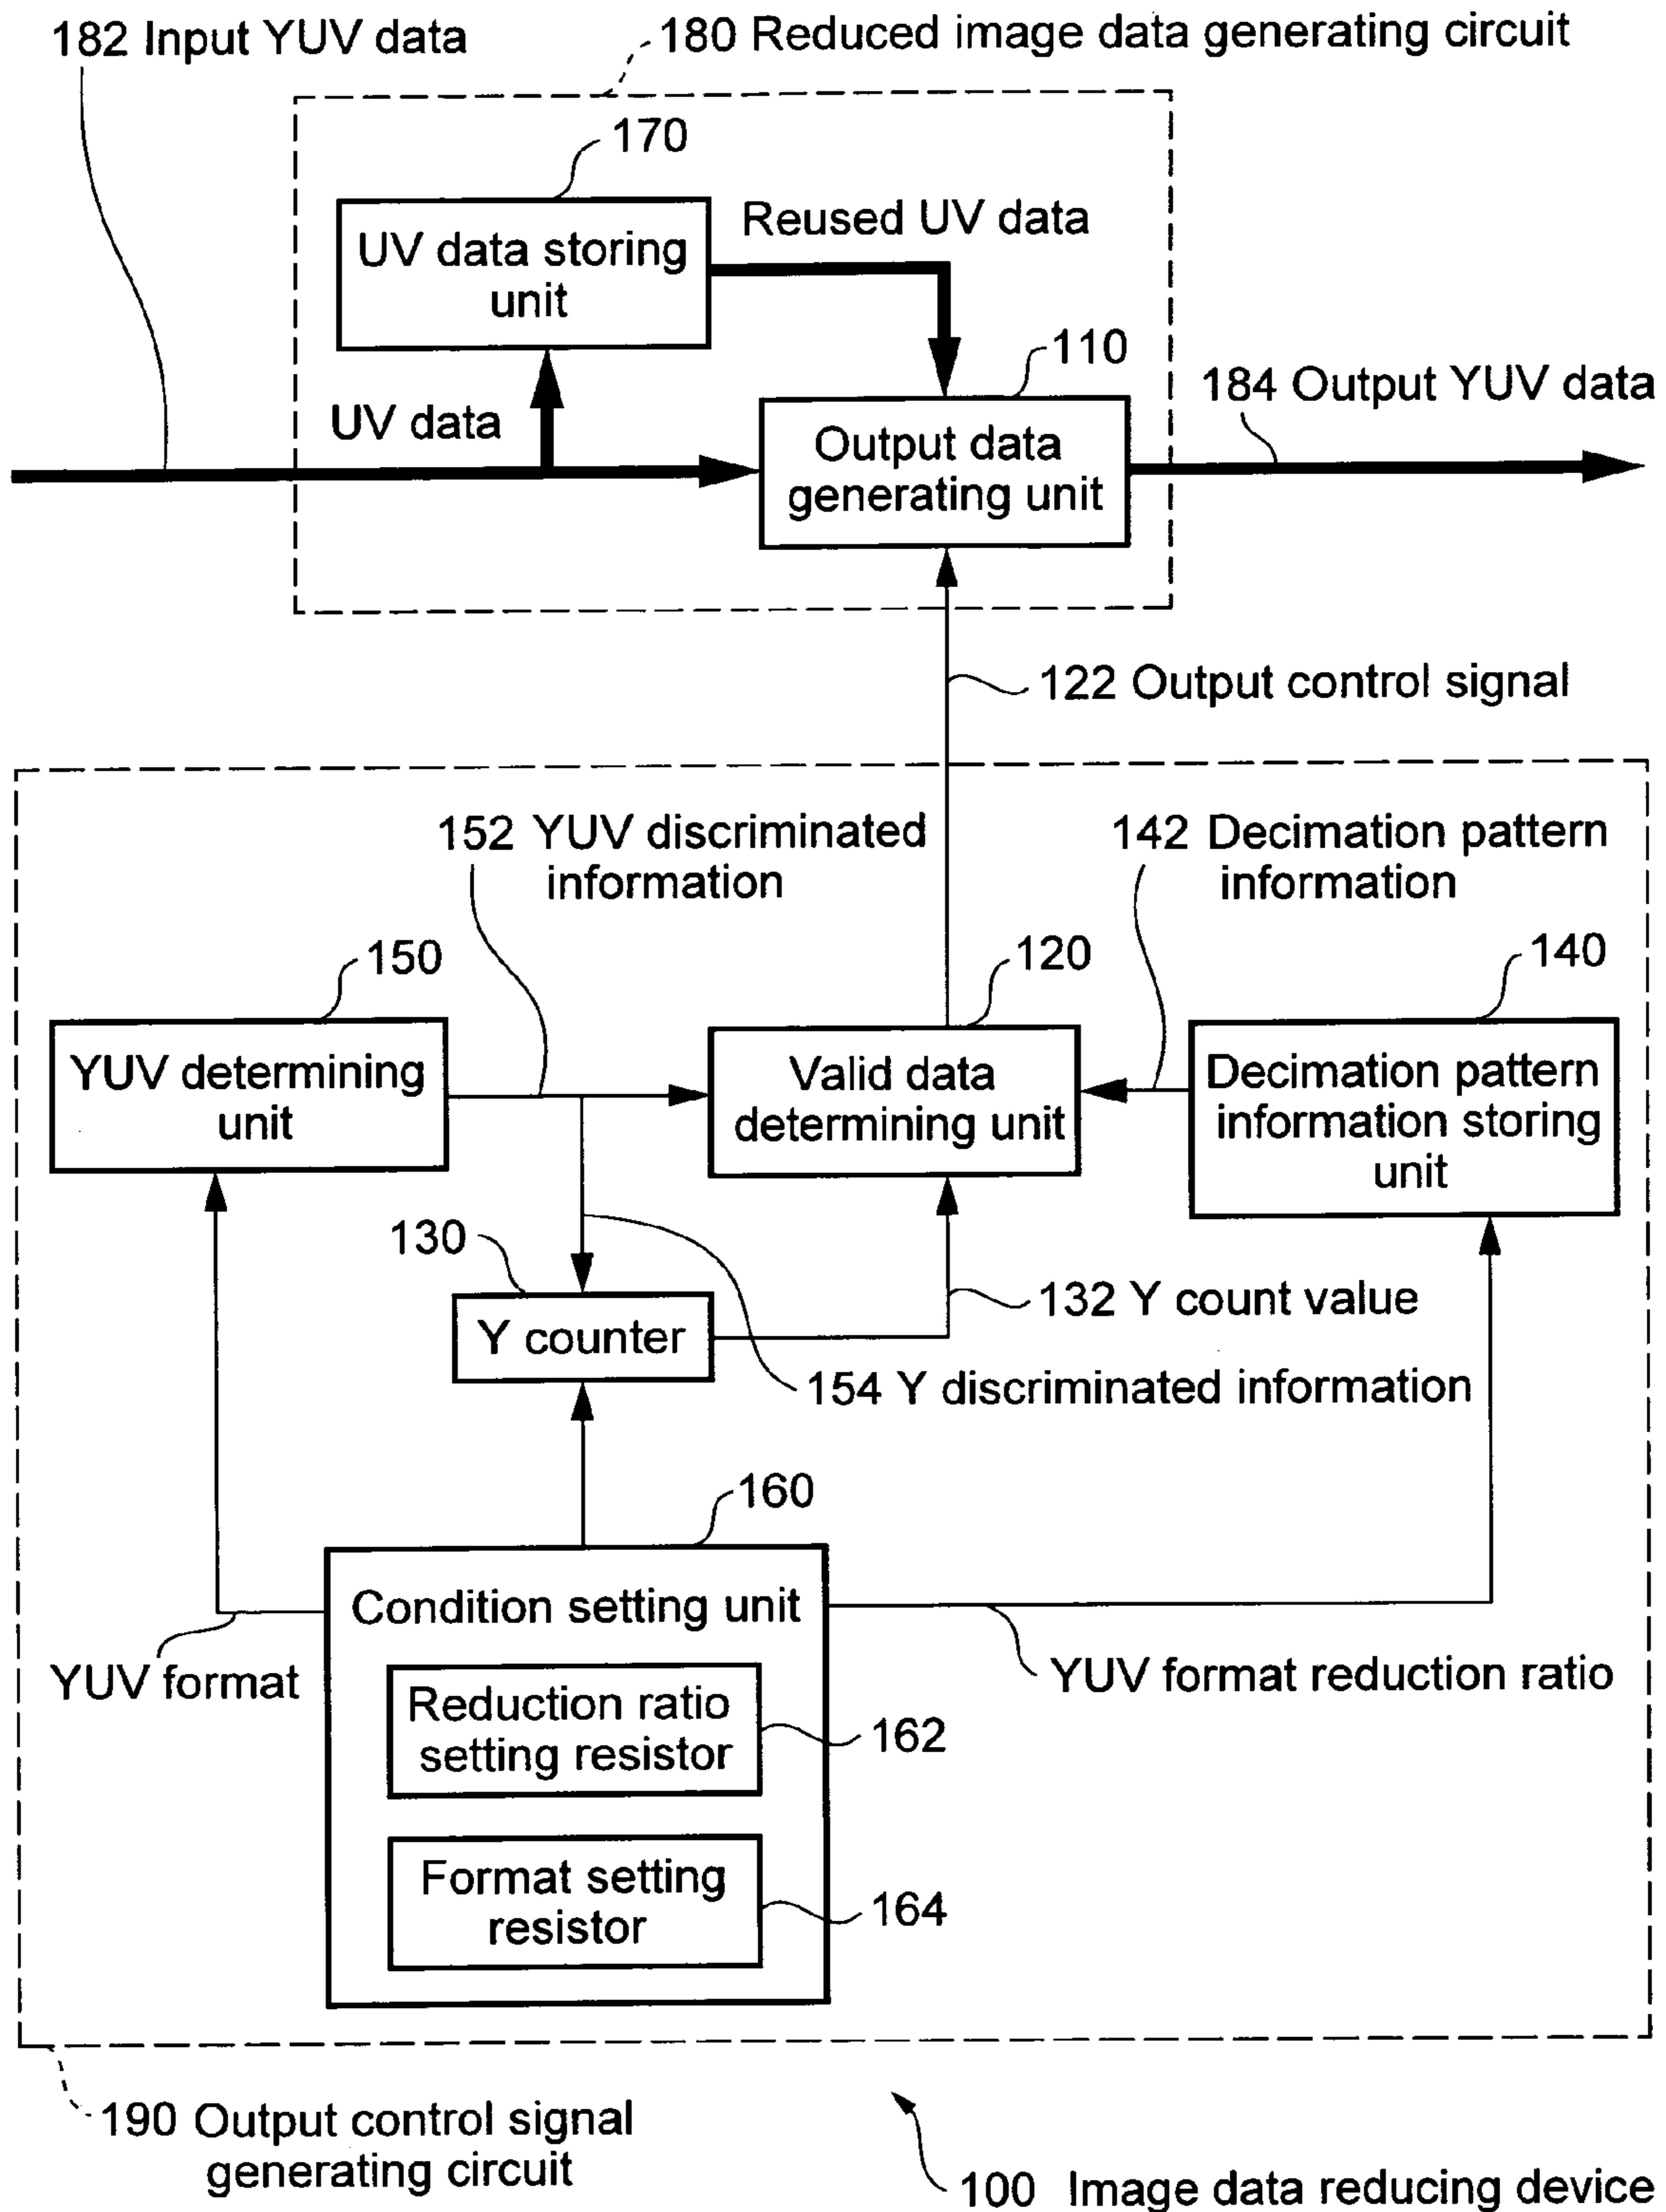 182 Input YUV data
180 Reduced image data generating circuit
170
UV data storing
unit
Reused UV data
110
184 Output YUV data
UV data
Output data
generating unit
122 Output control signal
152 YUV discriminated
information
142 Decimation pattern
information
150
120
140
YUV determining
unit
Valid data
determining unit
Decimation pattern
information storing
unit
130
Y counter
132 Y count value
154 Y discriminated information
160
Condition setting unit
YUV format
YUV format reduction ratio
Reduction ratio
setting resistor
162
Format setting
resistor
164
190 Output control signal
generating circuit
100 Image data reducing device